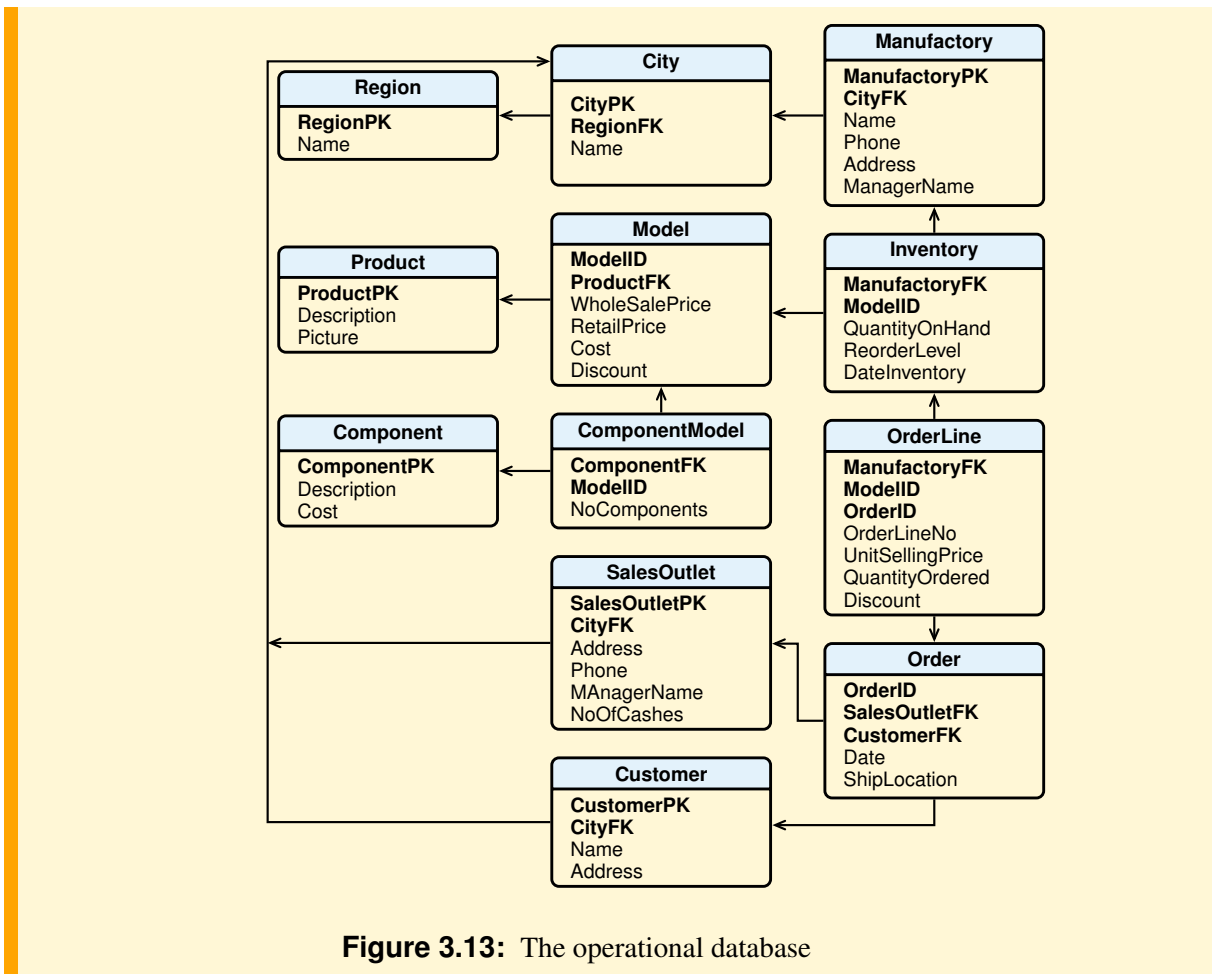 Region
RegionPK
Name
City
CityPK
RegionFK
Name
Manufactory
ManufactoryPK
CityFK
Name
Phone
Address
ManagerName
Product
ProductPK
Description
Picture
Model
ModelID
ProductFK
WholeSalePrice
RetailPrice
Cost
Discount
Inventory
ManufactoryFK
ModelID
QuantityOnHand
ReorderLevel
DateInventory
Component
ComponentPK
Description
Cost
ComponentModel
ComponentFK
ModelID
NoComponents
OrderLine
ManufactoryFK
ModelID
OrderID
OrderLineNo
UnitSellingPrice
QuantityOrdered
Discount
SalesOutlet
SalesOutletPK
CityFK
Address
Phone
MAnagerName
NoOfCashes
Order
OrderID
SalesOutletFK
CustomerFK
Date
ShipLocation
Customer
CustomerPK
CityFK
Name
Address
Figure 3.13: The operational database